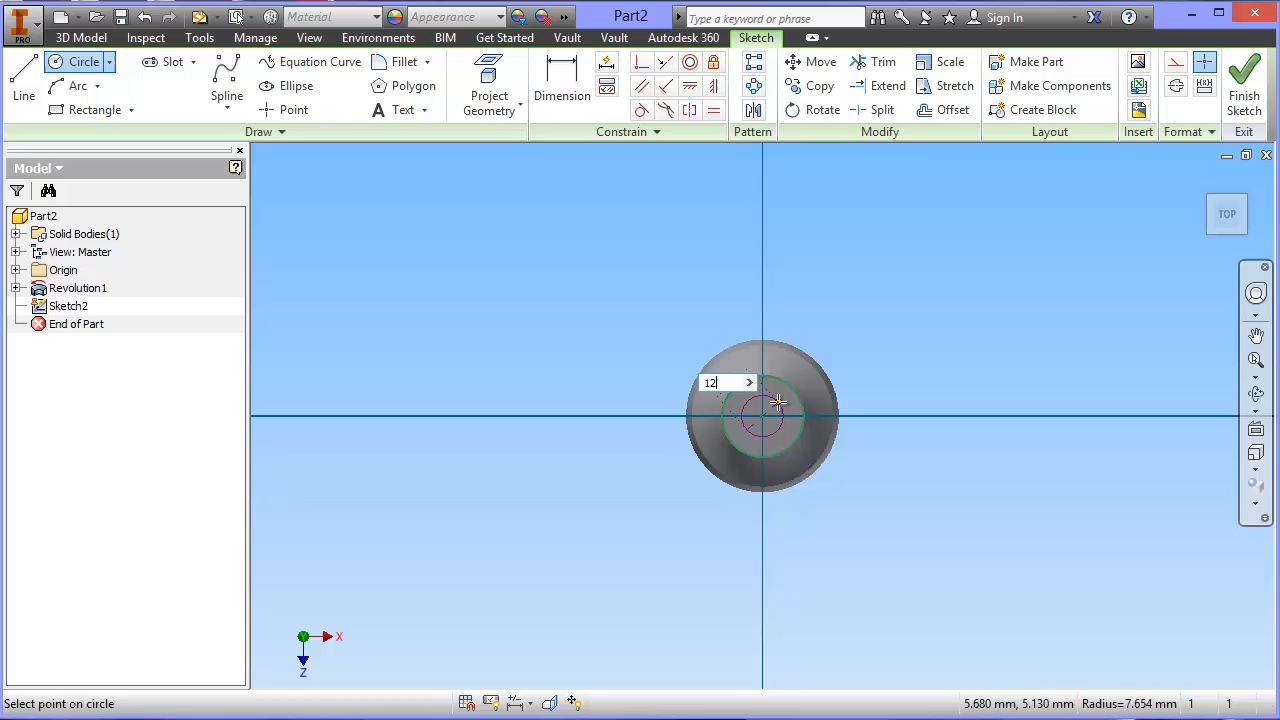 Material
Appearance
Part2
Type a keyword or phrase
Sign In
PRO
3D Model
Inspect
Tools
Manage
View
Environments
BIM
Get Started
Vault
Vault
Autodesk 360
Sketch
Line
Circle
Arc
Rectangle
Slot
Spline
Equation Curve
Ellipse
Point
Fillet
Polygon
Text
Project
Geometry
Dimension
Move
Copy
Rotate
Trim
Extend
Split
Scale
Stretch
Offset
Make Part
Make Components
Create Block
Finish
Sketch
Draw
Constrain
Pattern
Modify
Layout
Insert
Format
Exit
Model
Part2
Solid Bodies(1)
View: Master
Origin
Revolution1
Sketch2
End of Part
TOP
12
X
Z
Select point on circle
5.680 mm, 5.130 mm
Radius=7.654 mm
1
1